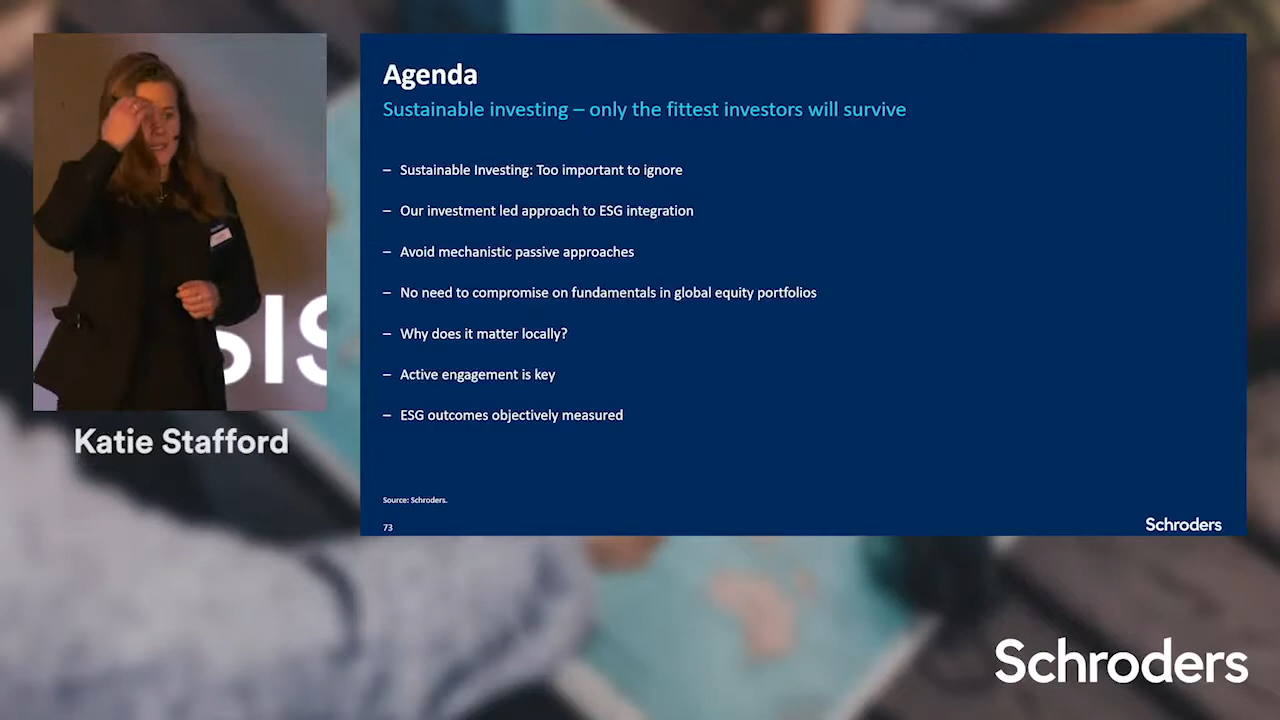 Agenda
Sustainable investing – only the fittest investors will survive
– Sustainable Investing: Too important to ignore
– Our investment led approach to ESG integration
– Avoid mechanistic passive approaches
– No need to compromise on fundamentals in global equity portfolios
– Why does it matter locally?
– Active engagement is key
– ESG outcomes objectively measured
Source: Schroders.
73
Schroders
SIS
Katie Stafford
Schroders